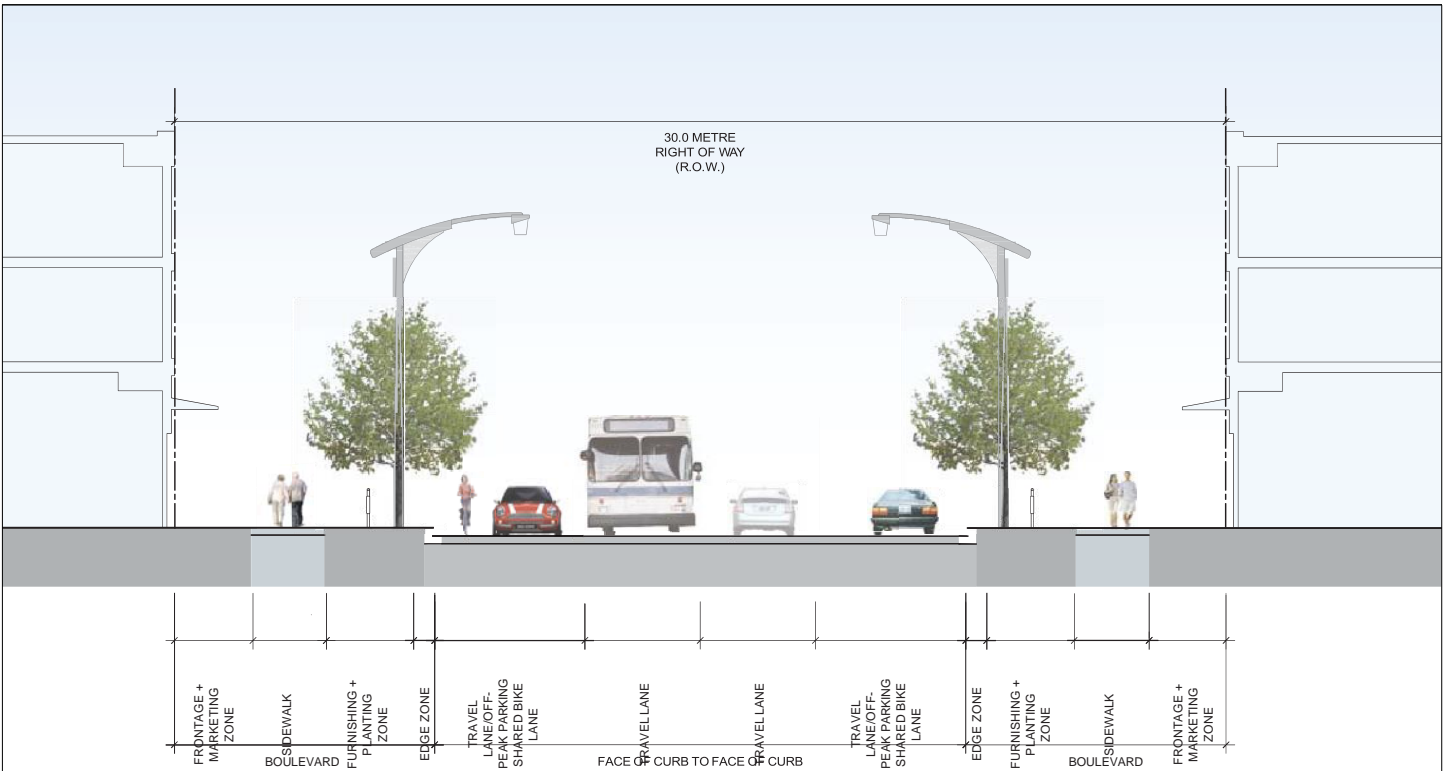 30.0 METRE
RIGHT OF WAY
(R.O.W.)
FRONTAGE +
MARKETING
ZONE
SIDEWALK
FURNISHING +
PLANTING
ZONE
EDGE ZONE
TRAVEL
LANE/OFF-
PEAK PARKING
SHARED BIKE
LANE
TRAVEL LANE
TRAVEL LANE
TRAVEL
LANE/OFF-
PEAK PARKING
SHARED BIKE
LANE
EDGE ZONE
FURNISHING +
PLANTING
ZONE
SIDEWALK
FRONTAGE +
MARKETING
ZONE
BOULEVARD
FACE OF CURB TO FACE OF CURB
BOULEVARD